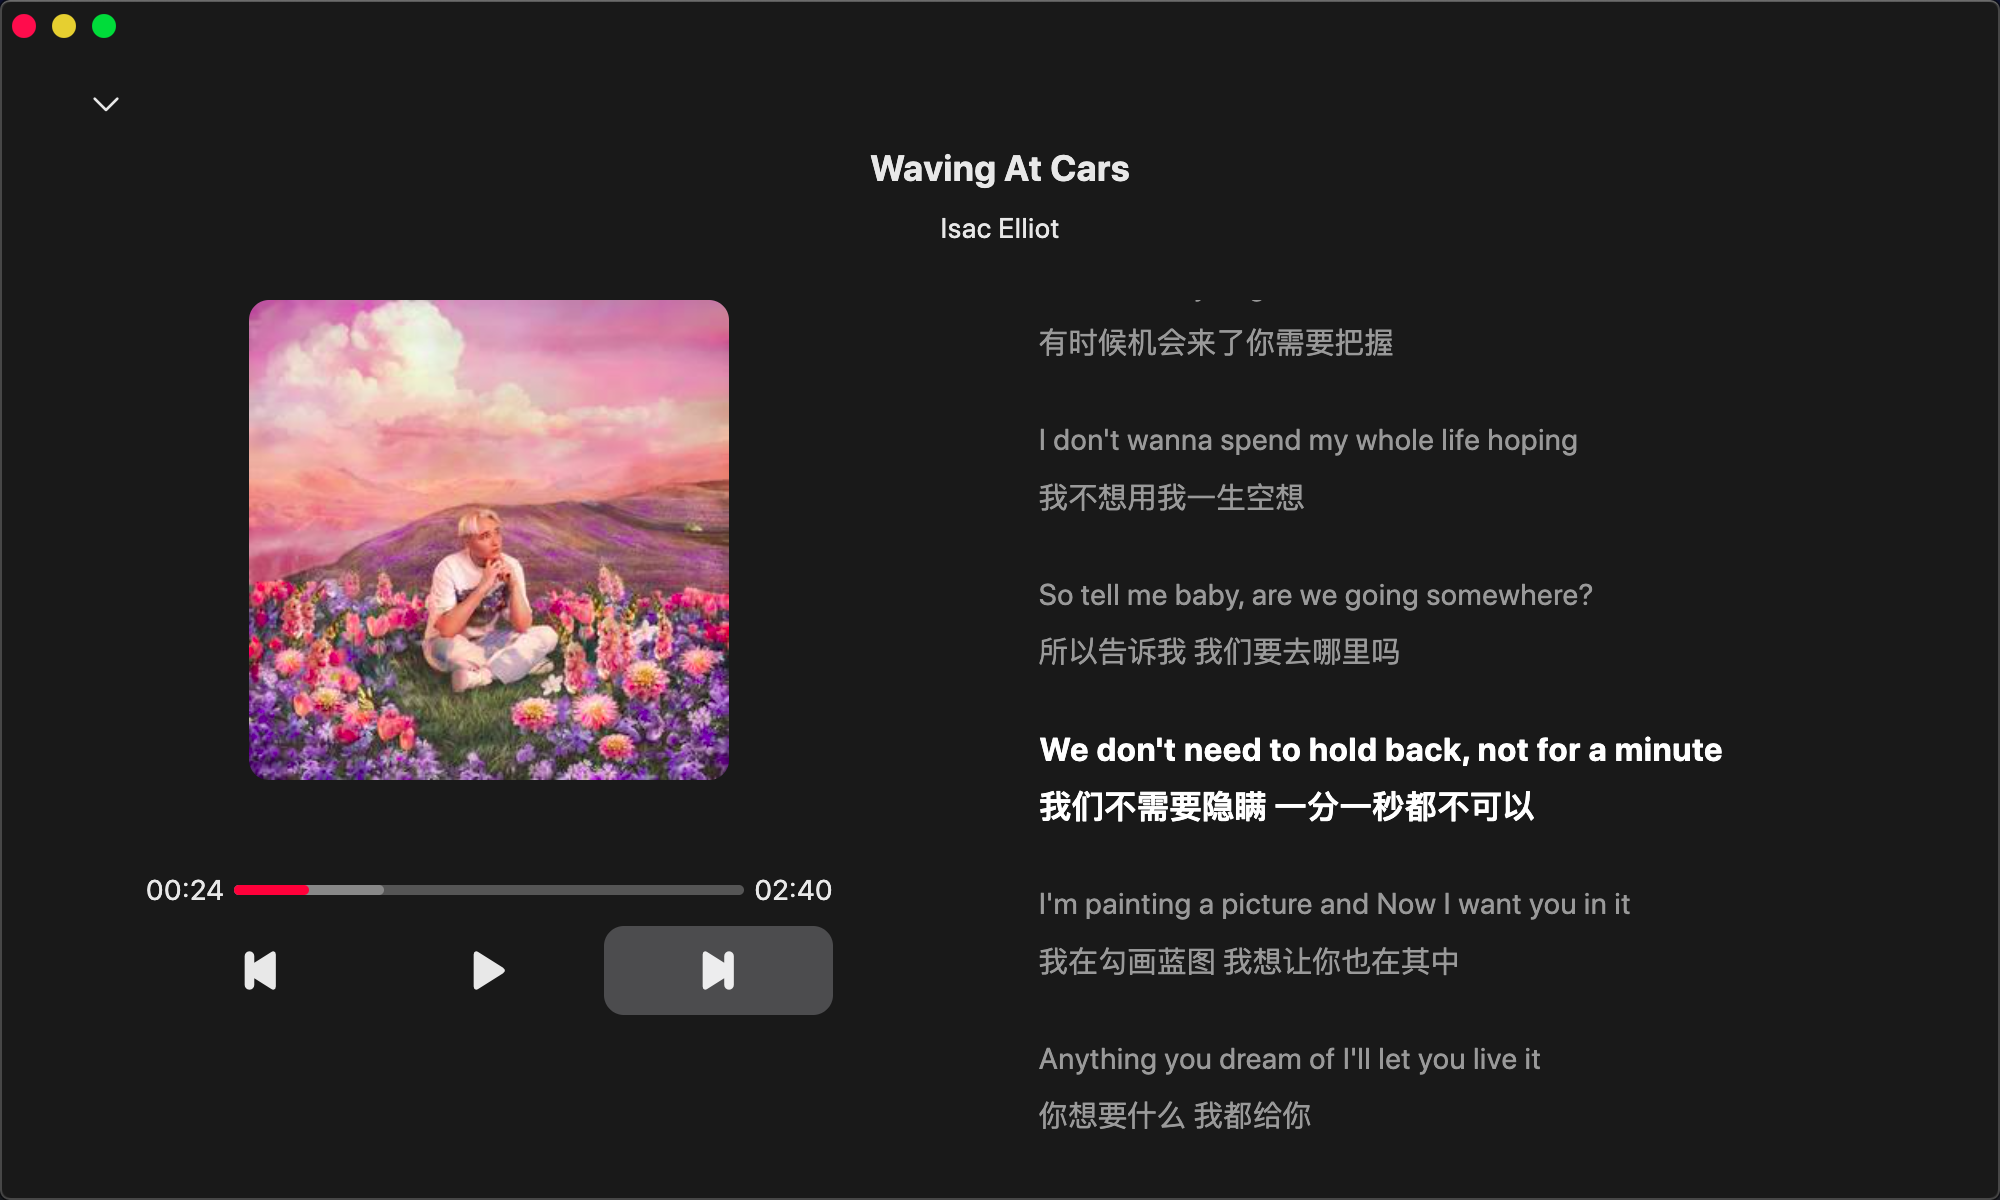 Waving At Cars
Isac Elliot
有时候机会来了你需要把握
I don't wanna spend my whole life hoping
我不想用我一生空想
So tell me baby, are we going somewhere?
所以告诉我 我们要去哪里吗
We don't need to hold back, not for a minute
我们不需要隐瞒 一分一秒都不可以
I'm painting a picture and Now I want you in it
我在勾画蓝图 我想让你也在其中
Anything you dream of I'll let you live it
你想要什么 我都给你
00:24
02:40